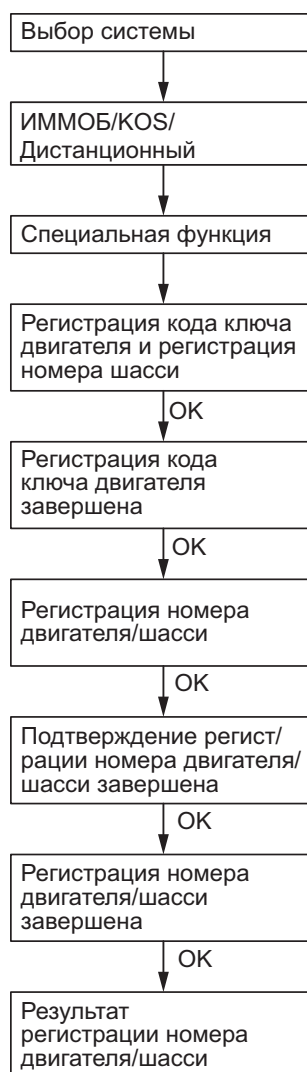 Выбор системы
ИММОБ/KOS/
Дистанционный
Специальная функция
Регистрация кода ключа
двигателя и регистрация
номера шасси
OK
Регистрация кода
ключа двигателя
завершена
OK
Регистрация номера
двигателя/шасси
OK
Подтверждение регист/
рации номера двигателя/
шасси завершена
OK
Регистрация номера
двигателя/шасси
завершена
OK
Результат
регистрации номера
двигателя/шасси